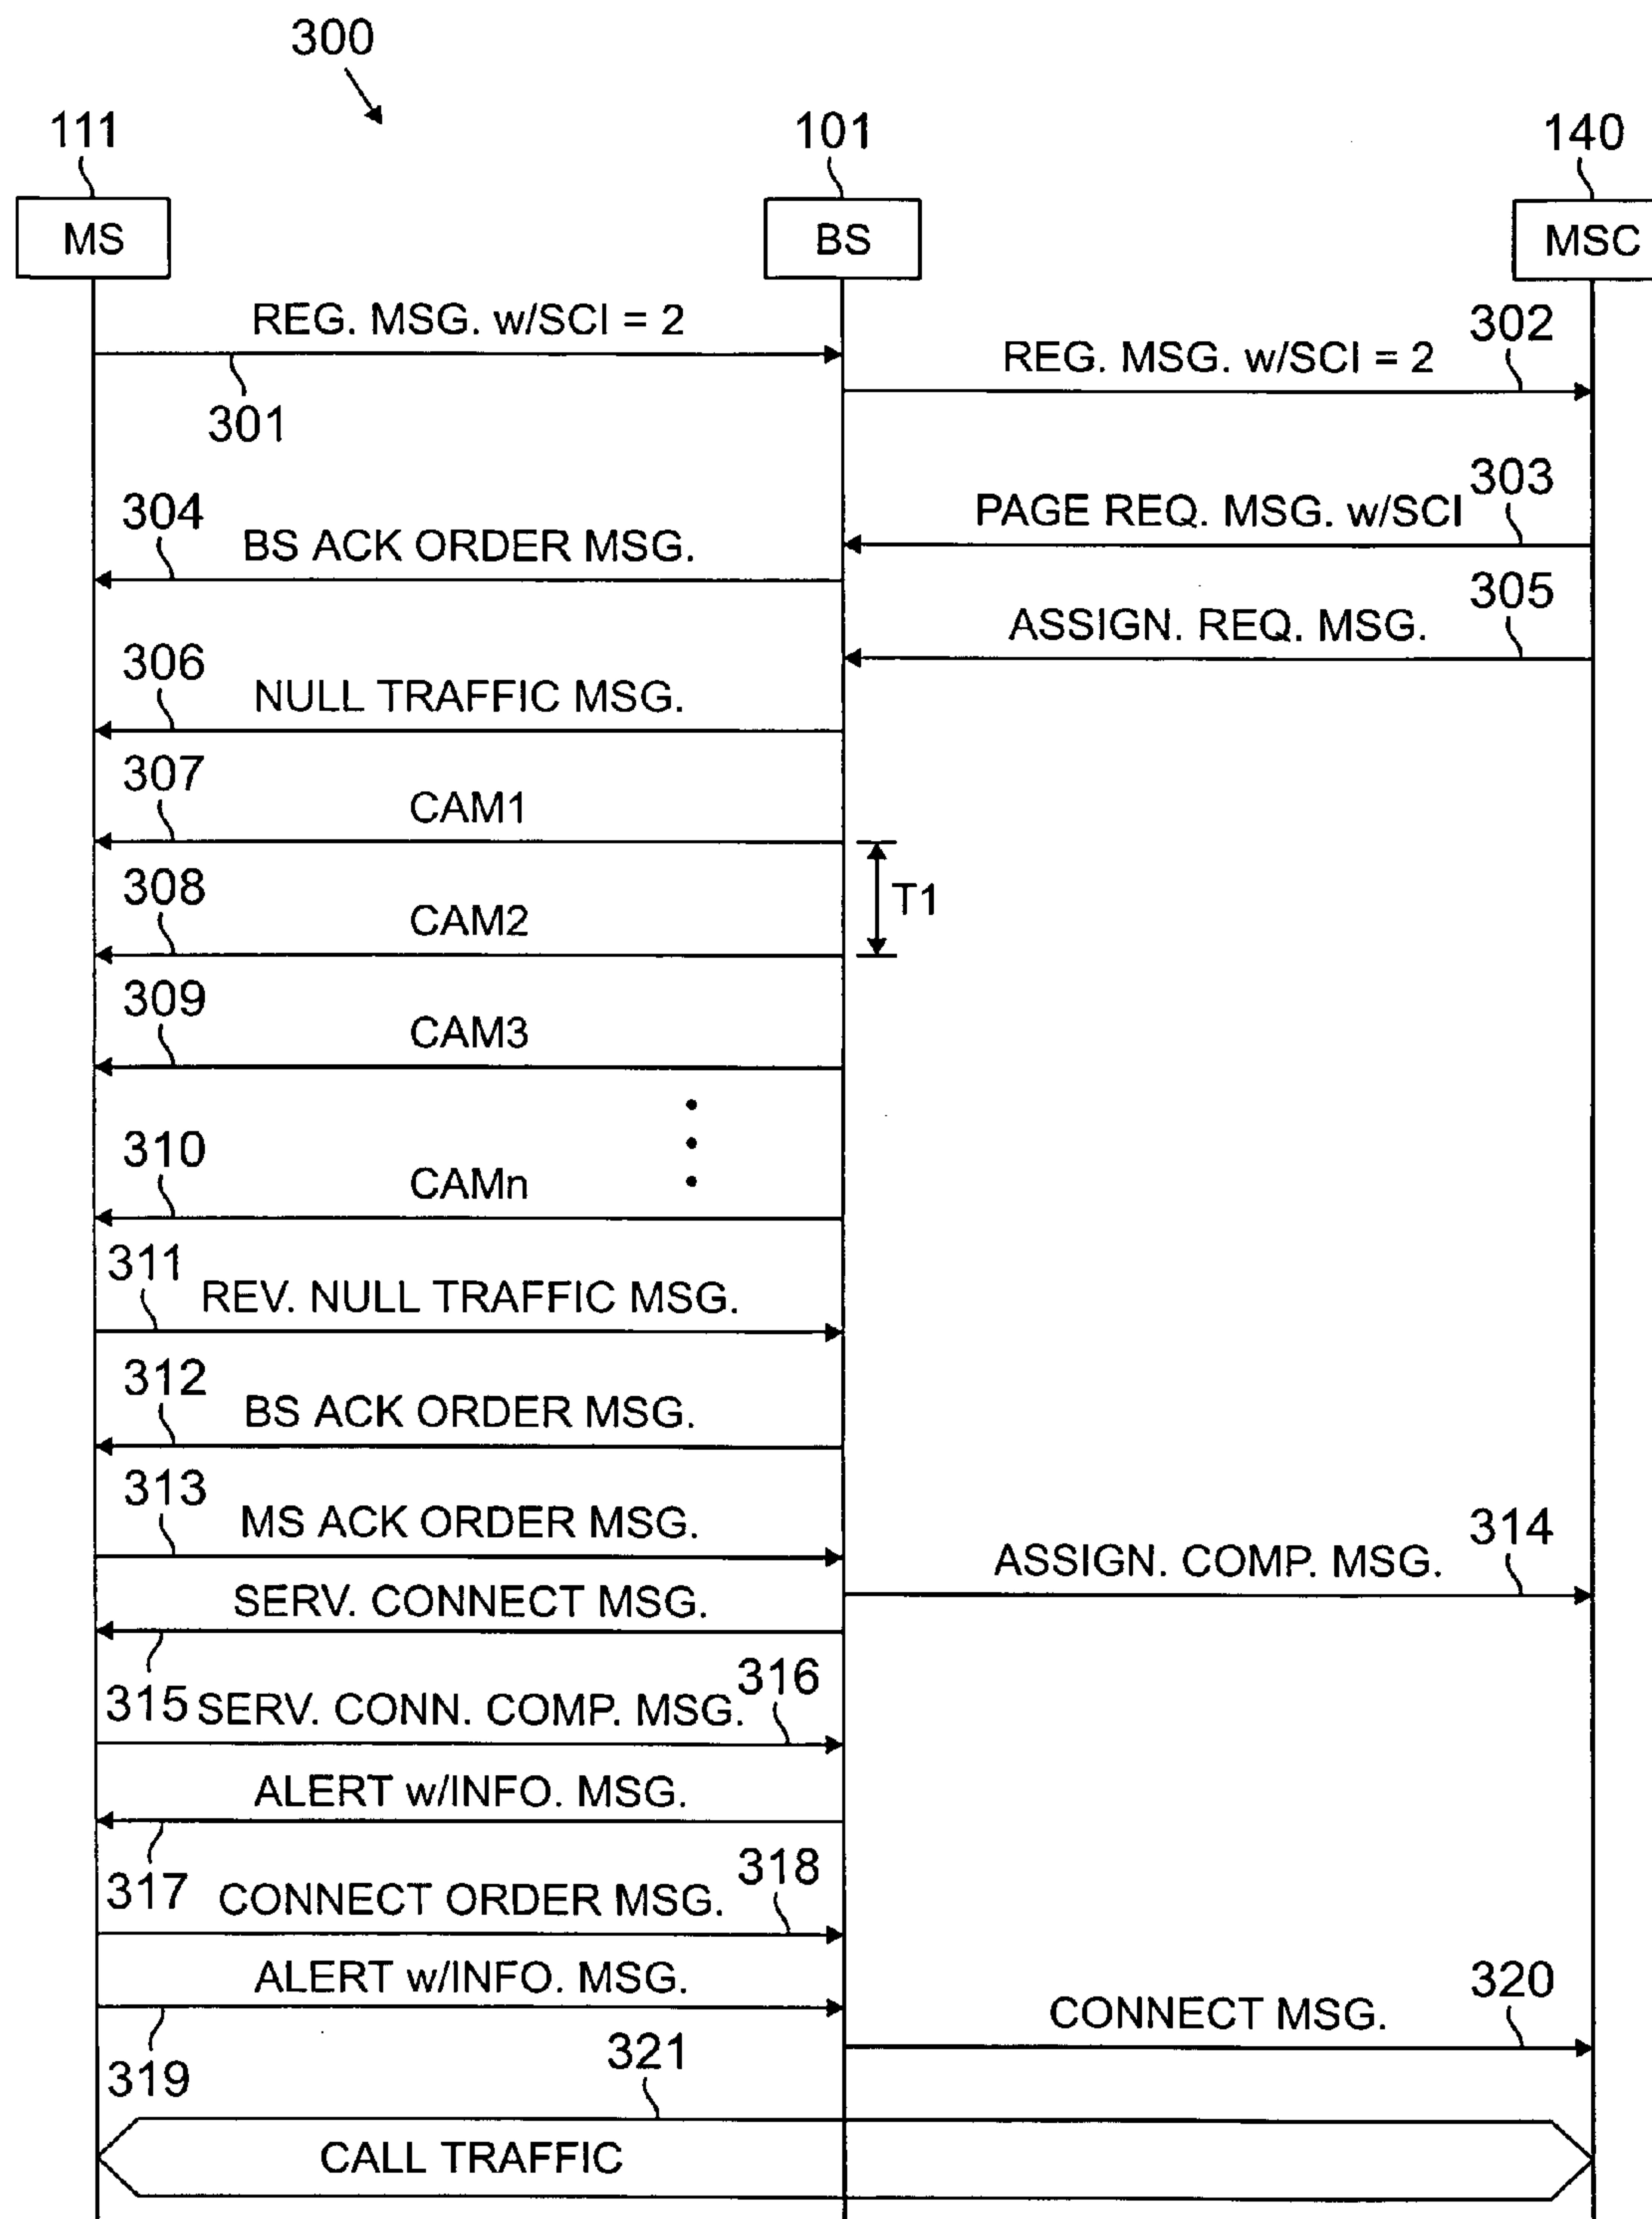 300
111
101
140
MS
BS
MSC
REG. MSG. w/SCI = 2
301
302
REG. MSG. w/SCI = 2
303
PAGE REQ. MSG. w/SCI
304
BS ACK ORDER MSG.
305
ASSIGN. REQ. MSG.
306
NULL TRAFFIC MSG.
307
CAM1
T1
308
CAM2
309
CAM3
310
CAMn
311
REV. NULL TRAFFIC MSG.
312
BS ACK ORDER MSG.
313
MS ACK ORDER MSG.
314
ASSIGN. COMP. MSG.
SERV. CONNECT MSG.
315
SERV. CONN. COMP. MSG.
316
ALERT w/INFO. MSG.
317
CONNECT ORDER MSG.
318
ALERT w/INFO. MSG.
319
320
CONNECT MSG.
321
CALL TRAFFIC